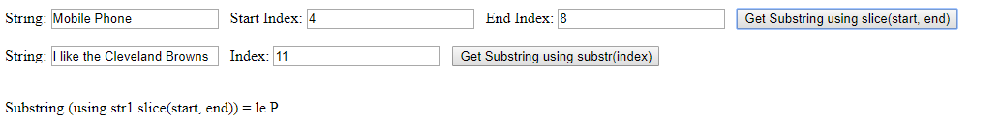 String: Mobile Phone Start Index: 4 End Index: 8 Get Substring using slice(start, end)
String: I like the Cleveland Browns Index: 11 Get Substring using substr(index)
Substring (using str1.slice(start, end)) = le P